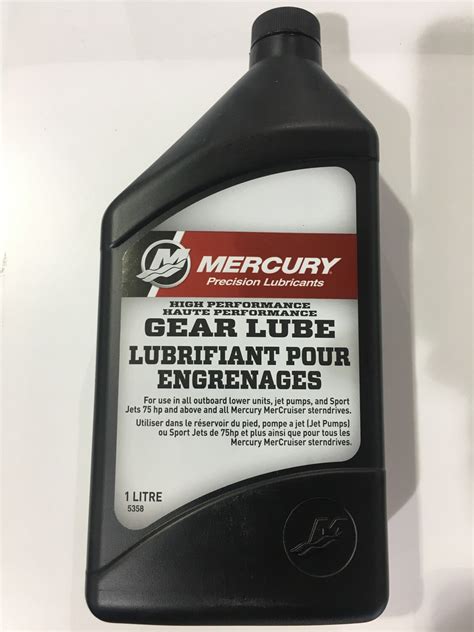 MERCURY
Precision Lubricants
HIGH PERFORMANCE
HAUTE PERFORMANCE
GEAR LUBE
LUBRIFIANT POUR
ENGRENAGES
For use in all outboard lower units, jet pumps, and Sport
Jets 75 hp and above and all Mercury MerCruiser sterndrives.
Utiliser dans le réservoir du pied, pompe a jet (Jet Pumps)
ou Sport Jets de 75hp et plus ainsi que pour tous les
Mercury MerCruiser sterndrives.
1 LITRE
5358